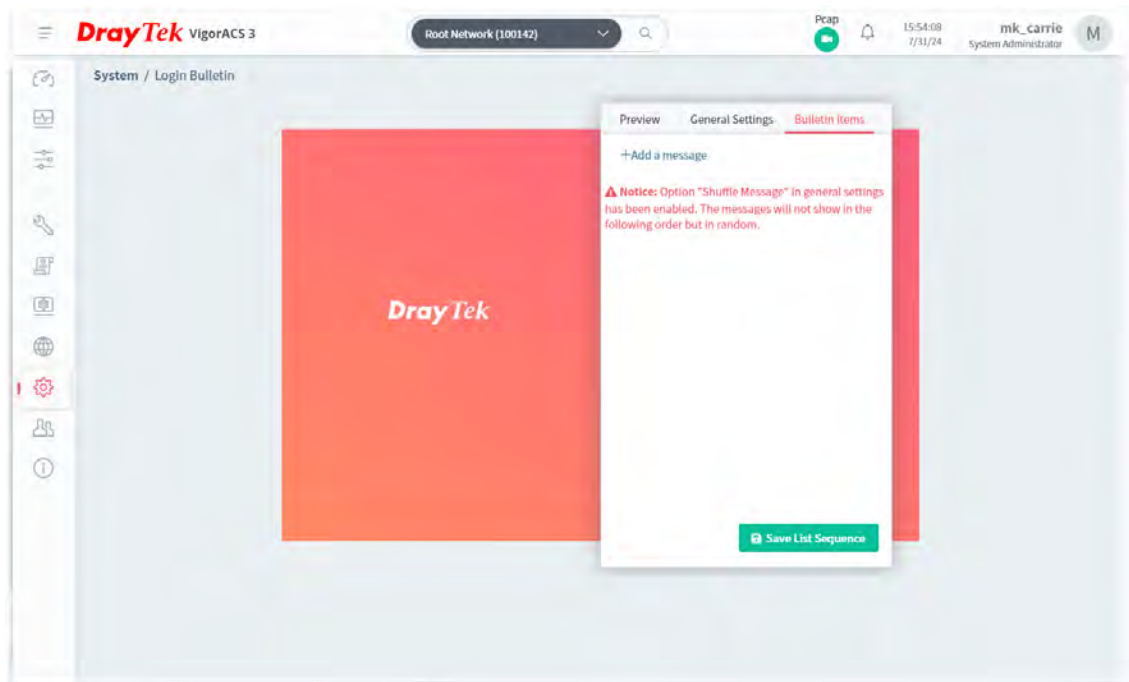 DrayTek VigorACS 3
Root Network (100142)
Pcap
15:54:08
7/31/24
mk_carrie
System Administrator
M
System / Login Bulletin
Preview General Settings Bulletin Items
+Add a message
Notice: Option "Shuffle Message" in general settings
has been enabled. The messages will not show in the
following order but in random.
DrayTek
Save List Sequence